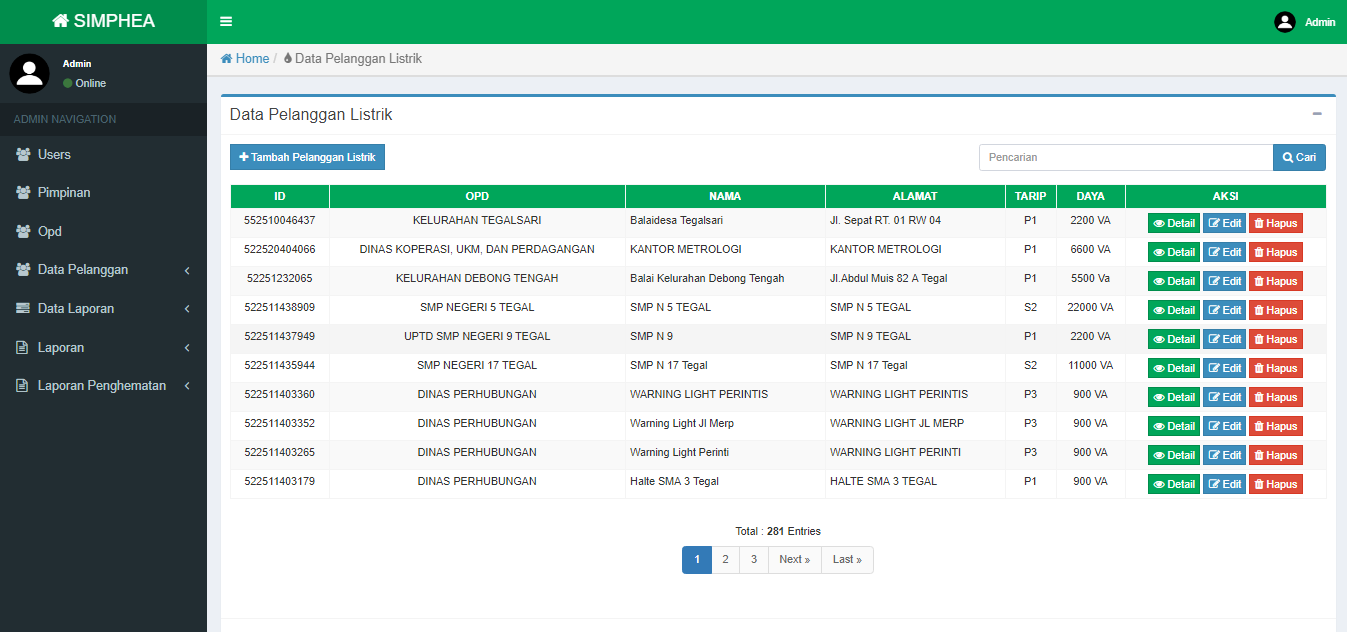 SIMPHEA
Admin
Admin
Online
Home / Data Pelanggan Listrik
ADMIN NAVIGATION
Users
Pimpinan
Opd
Data Pelanggan
Data Laporan
Laporan
Laporan Penghematan
Data Pelanggan Listrik
Tambah Pelanggan Listrik
Pencarian
Cari
ID OPD NAMA ALAMAT TARIP DAYA AKSI
552510046437 KELURAHAN TEGALSARI Balaidesa Tegalsari Jl. Sepat RT. 01 RW 04 P1 2200 VA Detail Edit Hapus
522520404066 DINAS KOPERASI, UKM, DAN PERDAGANGAN KANTOR METROLOGI KANTOR METROLOGI P1 6600 VA Detail Edit Hapus
52251232065 KELURAHAN DEBONG TENGAH Balai Kelurahan Debong Tengah Jl.Abdul Muis 82 A Tegal P1 5500 Va Detail Edit Hapus
522511438909 SMP NEGERI 5 TEGAL SMP N 5 TEGAL SMP N 5 TEGAL S2 22000 VA Detail Edit Hapus
522511437949 UPTD SMP NEGERI 9 TEGAL SMP N 9 SMP N 9 TEGAL P1 2200 VA Detail Edit Hapus
522511435944 SMP NEGERI 17 TEGAL SMP N 17 Tegal SMP N 17 Tegal S2 11000 VA Detail Edit Hapus
522511403360 DINAS PERHUBUNGAN WARNING LIGHT PERINTIS WARNING LIGHT PERINTIS P3 900 VA Detail Edit Hapus
522511403352 DINAS PERHUBUNGAN Warning Light Jl Merp WARNING LIGHT JL MERP P3 900 VA Detail Edit Hapus
522511403265 DINAS PERHUBUNGAN Warning Light Perinti WARNING LIGHT PERINTI P3 900 VA Detail Edit Hapus
522511403179 DINAS PERHUBUNGAN Halte SMA 3 Tegal HALTE SMA 3 TEGAL P1 900 VA Detail Edit Hapus
Total : 281 Entries
1 2 3 Next » Last »